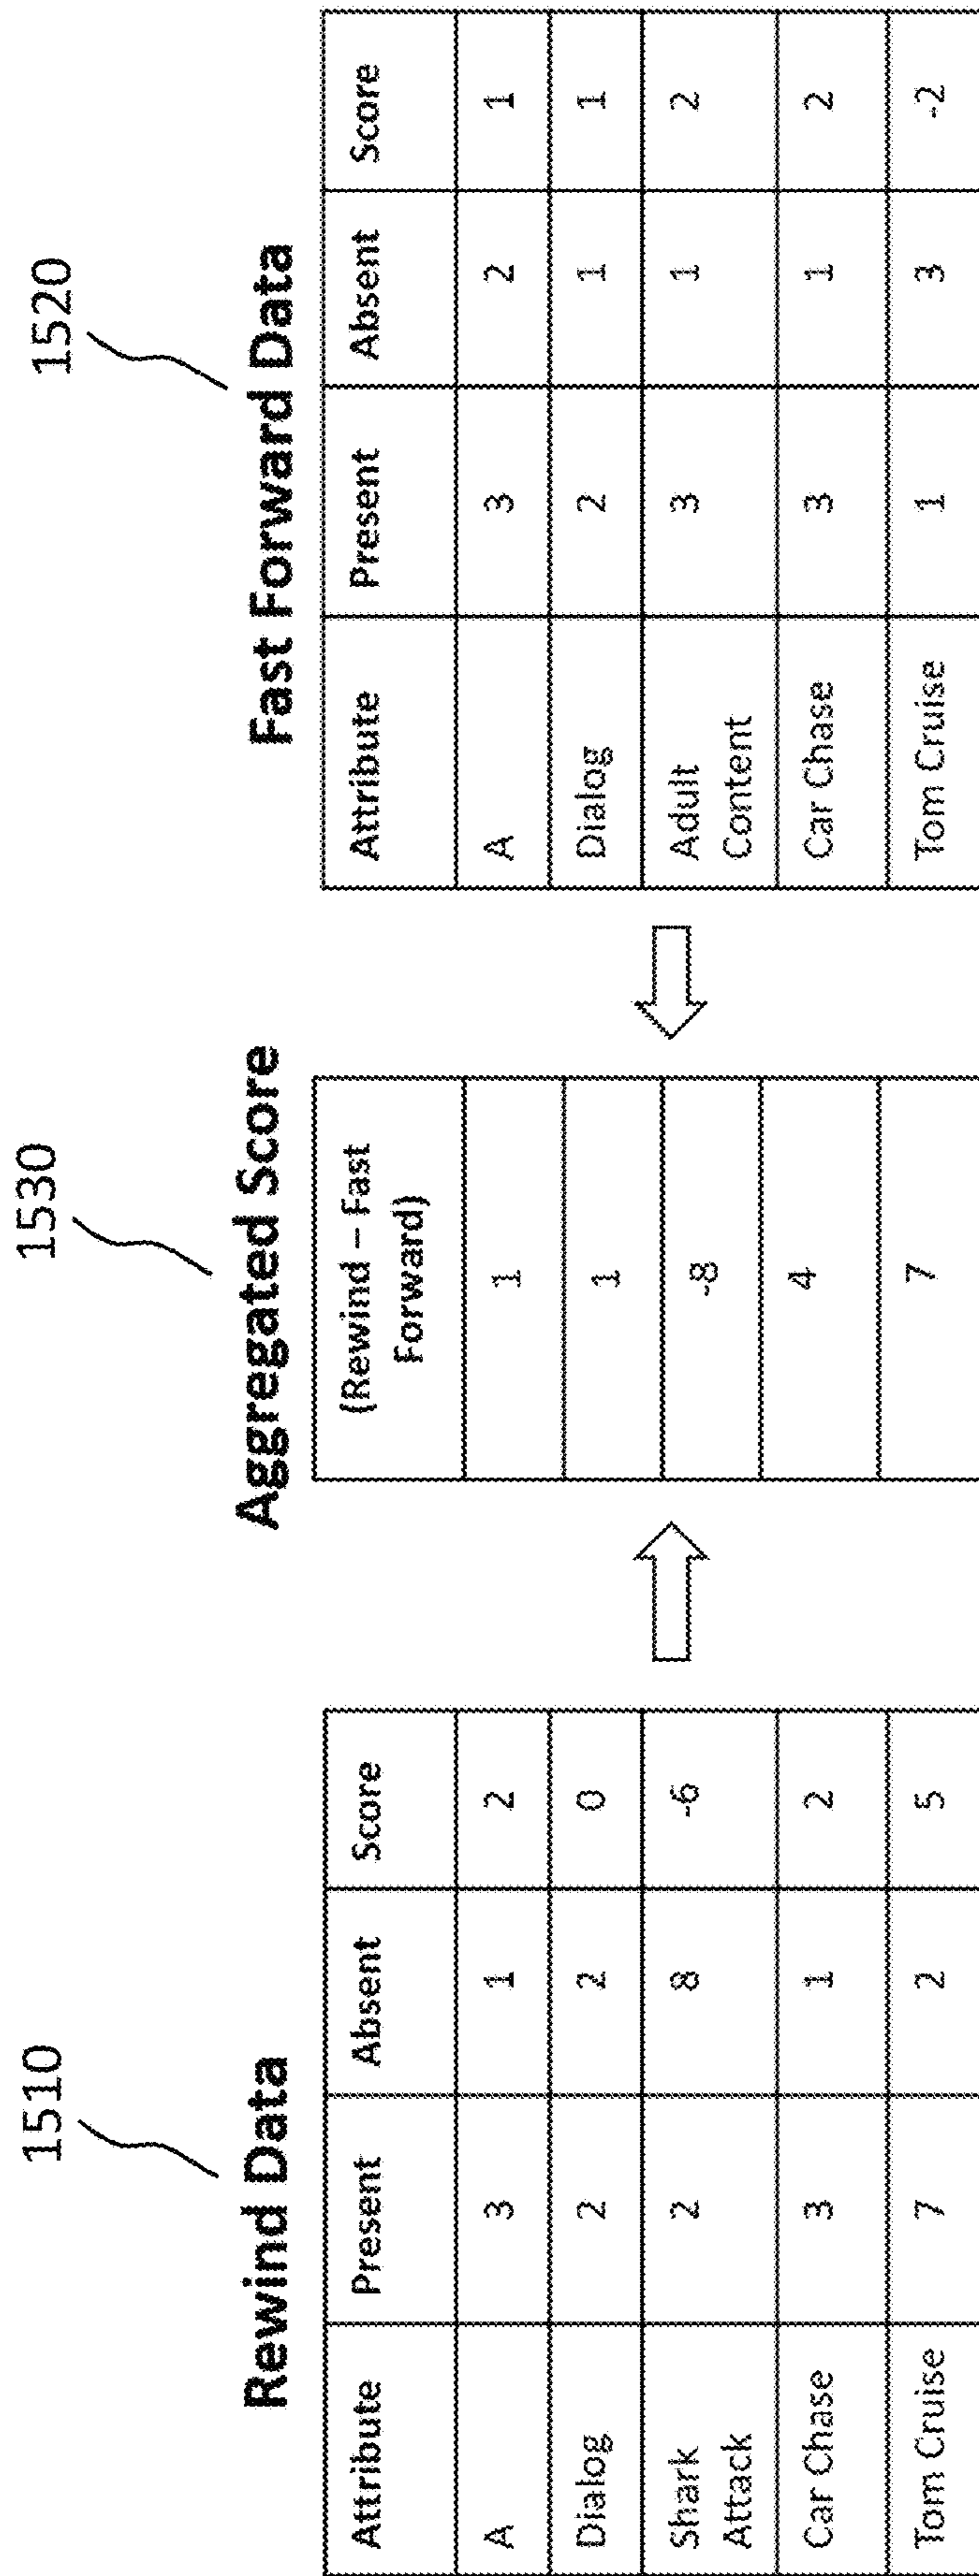 1510
Rewind Data
Attribute Present Absent Score
A 3 1 2
Dialog 2 2 0
Shark
Attack 2 8 -6
Car Chase 3 1 2
Tom Cruise 7 2 5
1530
Aggregated Score
(Rewind – Fast
Forward)
1
1
-8
4
7
1520
Fast Forward Data
Attribute Present Absent Score
A 3 2 1
Dialog 2 1 1
Adult
Content 3 1 2
Car Chase 3 1 2
Tom Cruise 1 3 -2